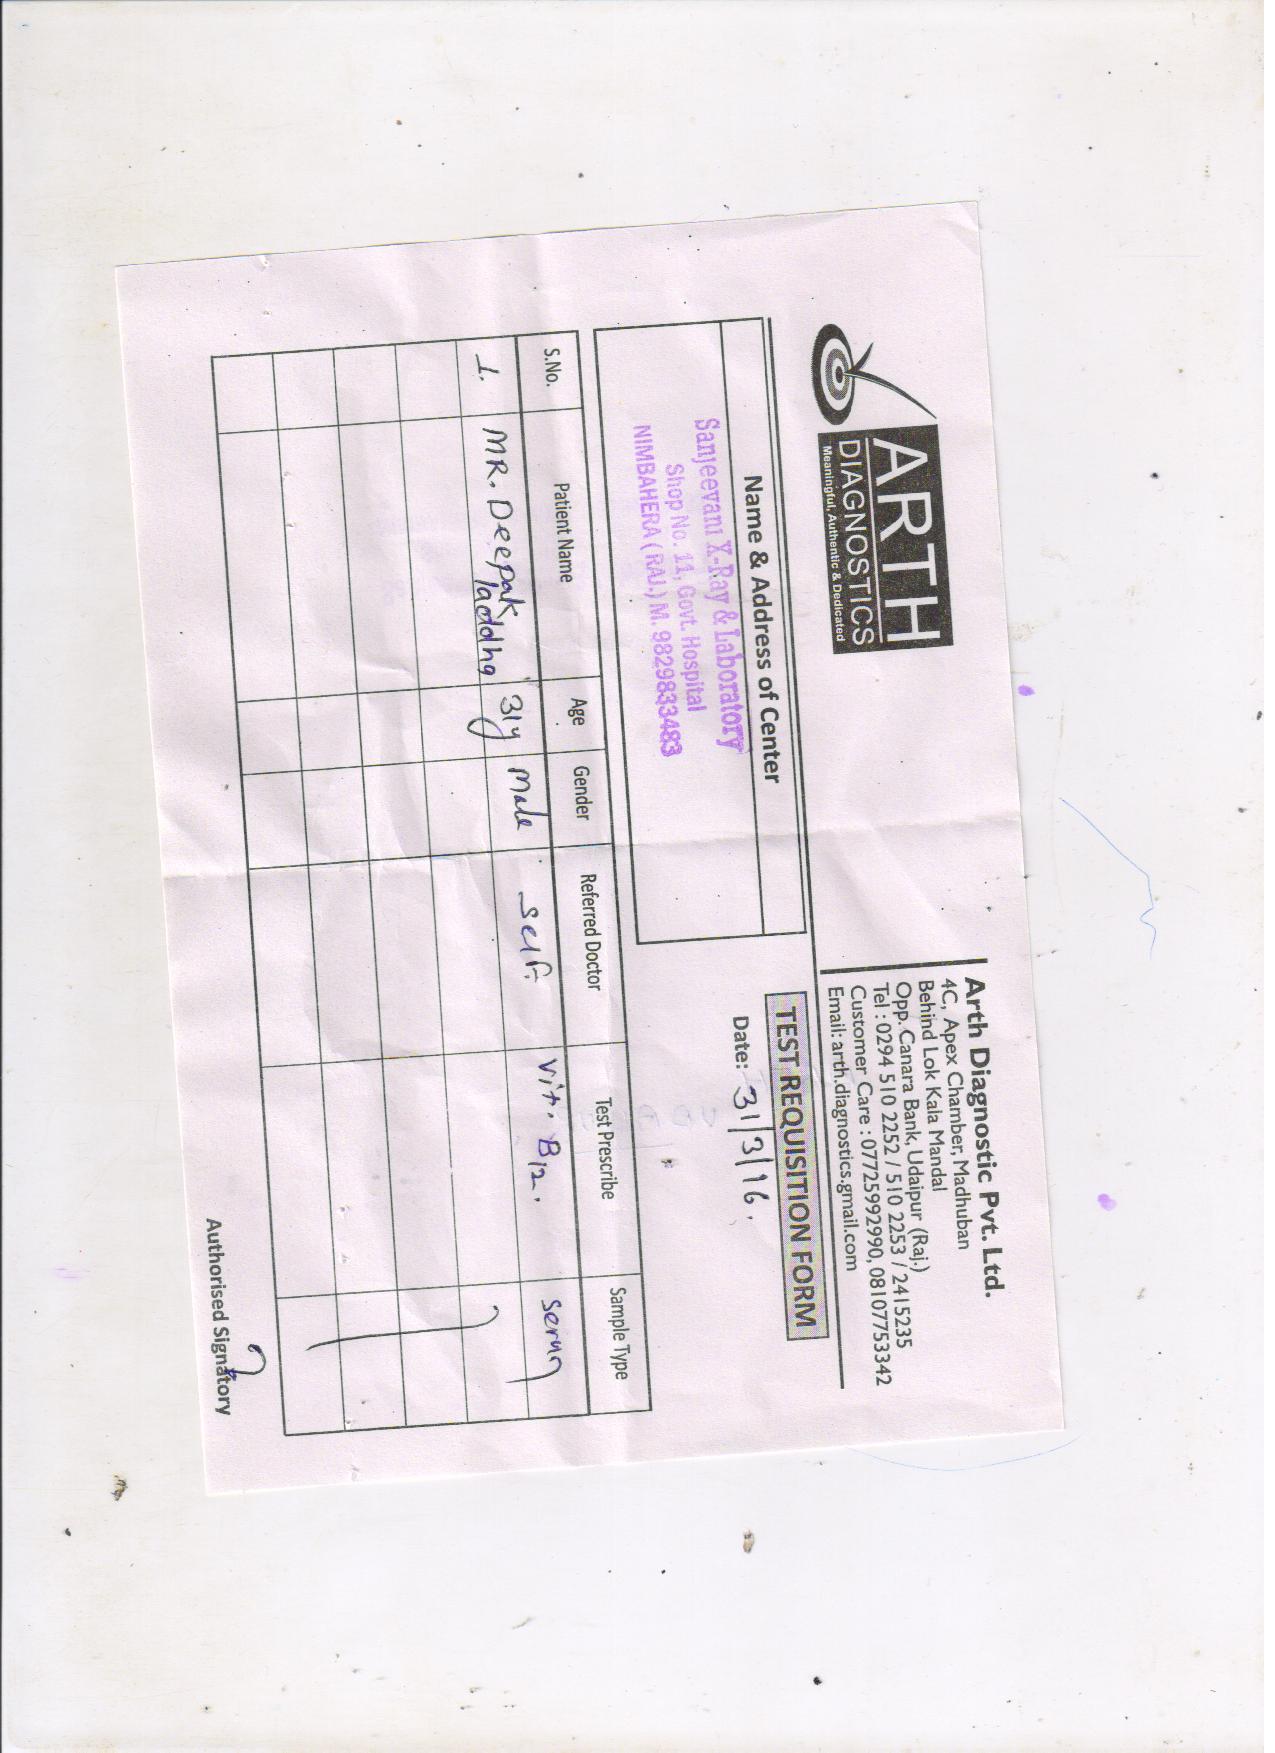 ARTH
DIAGNOSTICS
Meaningful, Authentic & Dedicated
Arth Diagnostic Pvt. Ltd.
4C, Apex Chamber, Madhuban
Behind Lok Kala Mandal
Opp. Canara Bank, Udaipur (Raj.)
Tel : 0294 510 2252 / 510 2253 / 2415235
Customer Care : 07725992990, 08107753342
Email: arth.diagnostics.gmail.com
Name & Address of Center
Sanjeevani X-Ray & Laboratory
Shop No. 11, Govt. Hospital
NIMBAHERA (RAJ.) M. 9829833483
TEST REQUISITION FORM
Date: 31/3/16.
S.No. Patient Name Age Gender Referred Doctor Test Prescribe Sample Type
1. MR. Deepak laddha 31y Male self. Vit. B12. Serum
Authorised Signatory